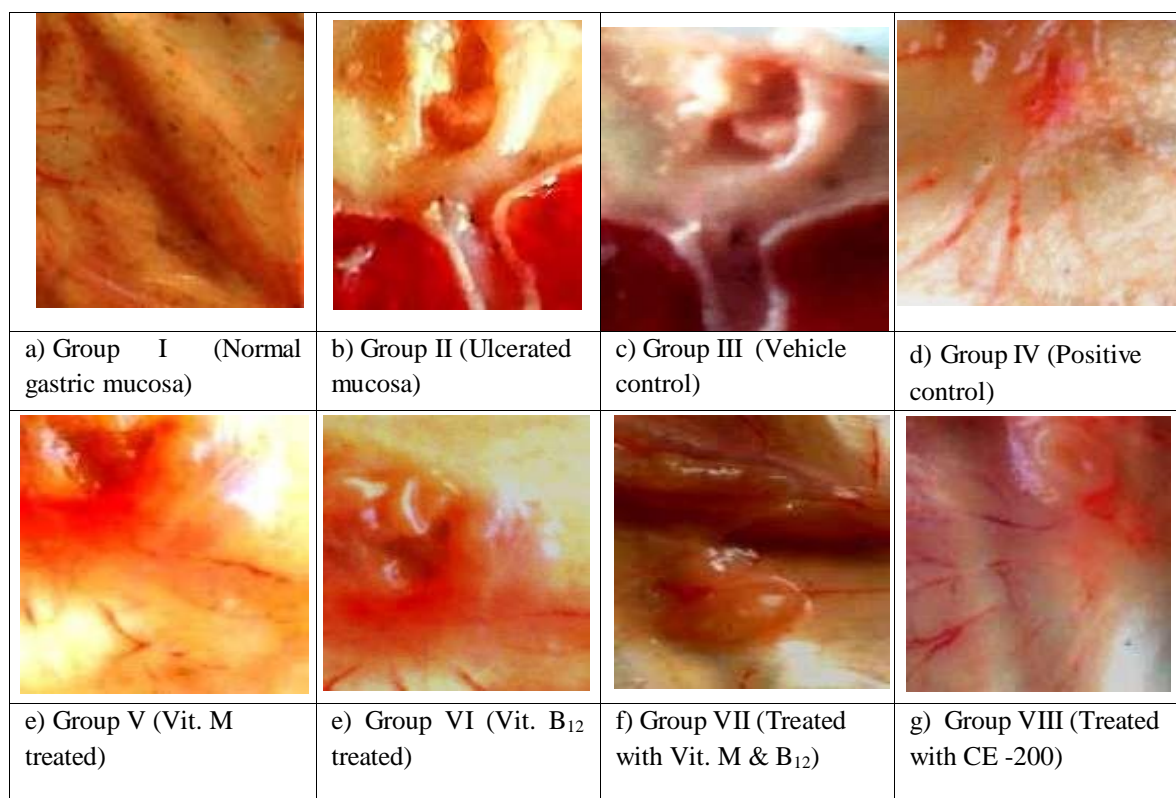 a) Group I (Normal
gastric mucosa)
b) Group II (Ulcerated
mucosa)
c) Group III (Vehicle
control)
d) Group IV (Positive
control)
e) Group V (Vit. M
treated)
e) Group VI (Vit. B₁₂
treated)
f) Group VII (Treated
with Vit. M & B₁₂)
g) Group VIII (Treated
with CE -200)